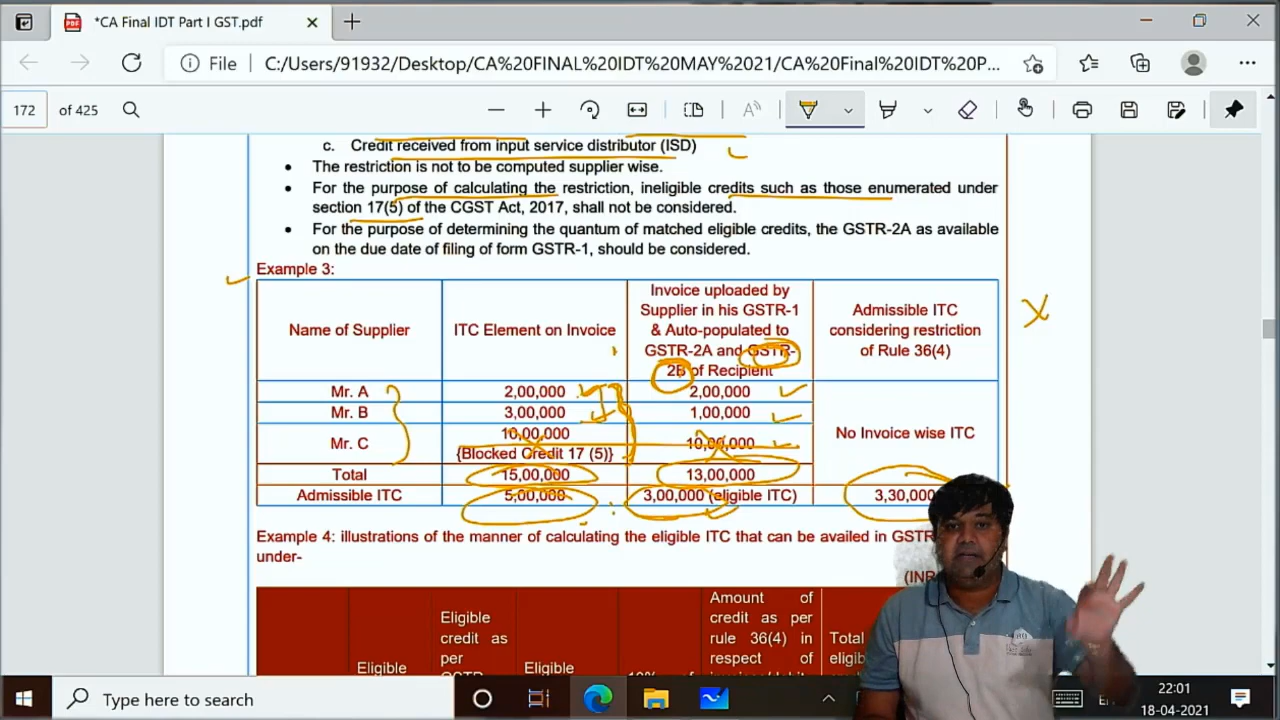 *CA Final IDT Part I GST.pdf
File
C:/Users/91932/Desktop/CA%20FINAL%20IDT%20MAY%202021/CA%20Final%20IDT%20P...
172 of 425
c. Credit received from input service distributor (ISD)
• The restriction is not to be computed supplier wise.
• For the purpose of calculating the restriction, ineligible credits such as those enumerated under
section 17(5) of the CGST Act, 2017, shall not be considered.
• For the purpose of determining the quantum of matched eligible credits, the GSTR-2A as available
on the due date of filing of form GSTR-1, should be considered.
Example 3:
Name of Supplier
ITC Element on Invoice
Invoice uploaded by
Supplier in his GSTR-1
& Auto-populated to
GSTR-2A and GSTR-
2B of Recipient
Admissible ITC
considering restriction
of Rule 36(4)
Mr. A 2,00,000 2,00,000
Mr. B 3,00,000 1,00,000
Mr. C
10,00,000
{Blocked Credit 17 (5)}
10,00,000
No Invoice wise ITC
Total 15,00,000 13,00,000
Admissible ITC 5,00,000 3,00,000 (eligible ITC) 3,30,000
Example 4: illustrations of the manner of calculating the eligible ITC that can be availed in GSTR
under-
(INR
Eligible
Eligible
credit as
per
Eligible
Amount of
credit as per
rule 36(4) in
respect of
Total
Type here to search
22:01
18-04-2021